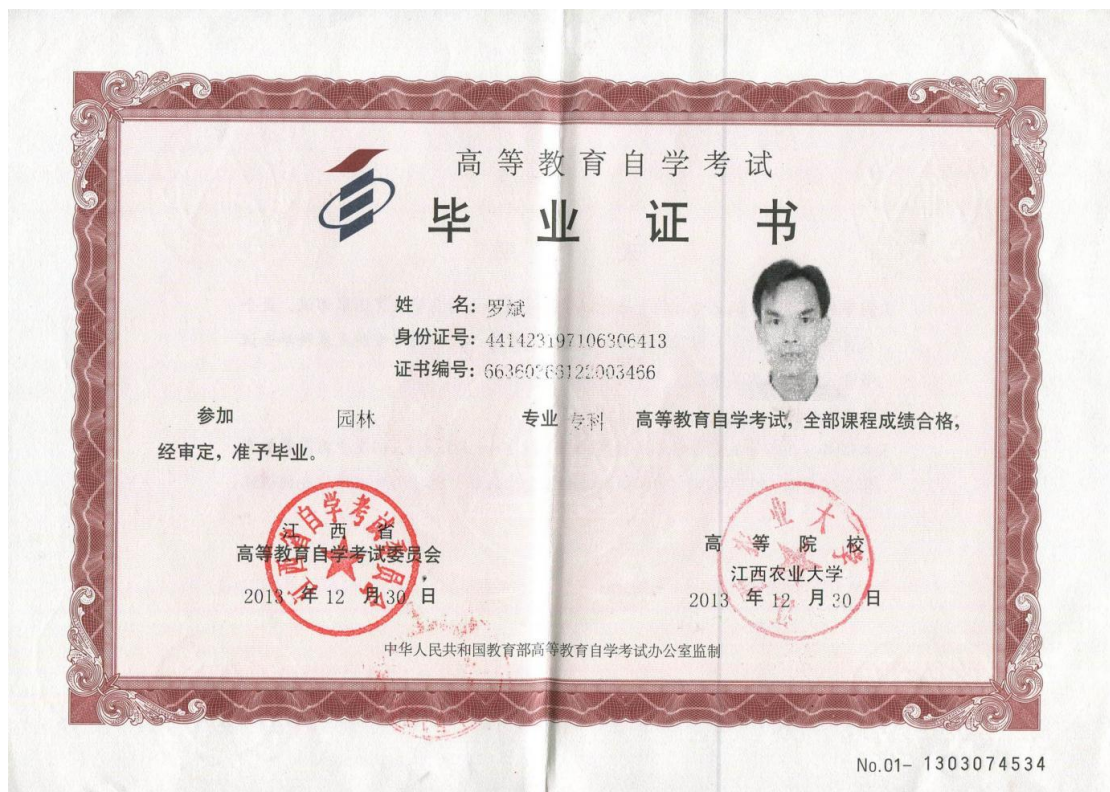 高等教育自学考试
毕业证书
姓 名: 罗斌
身份证号: 441423197106306413
证书编号: 66360266122003466
参加 园林 专业 专科 高等教育自学考试, 全部课程成绩合格,
经审定, 准予毕业。
江西省
高等教育自学考试委员会
2013 年 12 月 30 日
高等院校
江西农业大学
2013 年 12 月 30 日
中华人民共和国教育部高等教育自学考试办公室监制
No.01- 1303074534